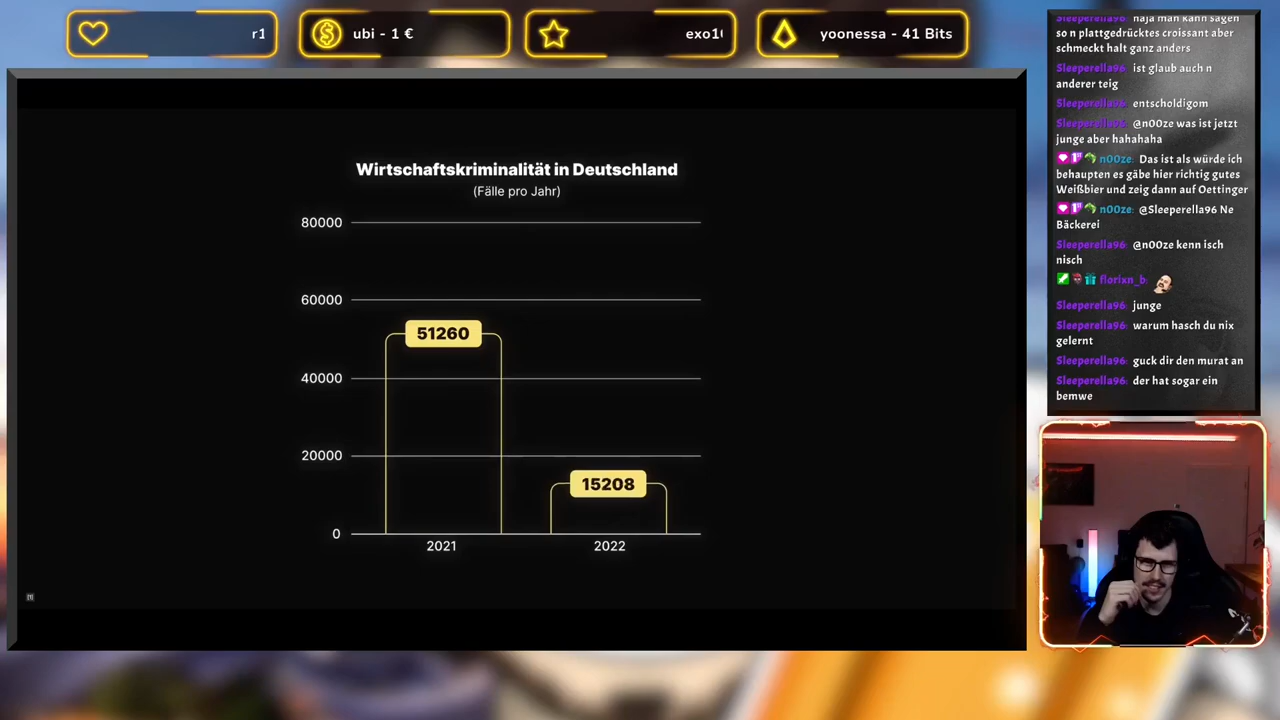 r1
ubi - 1 €
exo1
yoonessa - 41 Bits
Wirtschaftskriminalität in Deutschland
(Fälle pro Jahr)
80000
60000
51260
40000
20000
15208
0
2021
2022
[1]
Sleeperella96: naja man kann sagen
so n plattgedrücktes croissant aber
schmeckt halt ganz anders
Sleeperella96: ist glaub auch n
anderer teig
Sleeperella96: entscholdigom
Sleeperella96: @n00ze was ist jetzt
junge aber hahahaha
n00ze: Das ist als würde ich
behaupten es gäbe hier richtig gutes
Weißbier und zeig dann auf Oettinger
n00ze: @Sleeperella96 Ne
Bäckerei
Sleeperella96: @n00ze kenn isch
nisch
florixn_b:
Sleeperella96: junge
Sleeperella96: warum hasch du nix
gelernt
Sleeperella96: guck dir den murat an
Sleeperella96: der hat sogar ein
bemwe